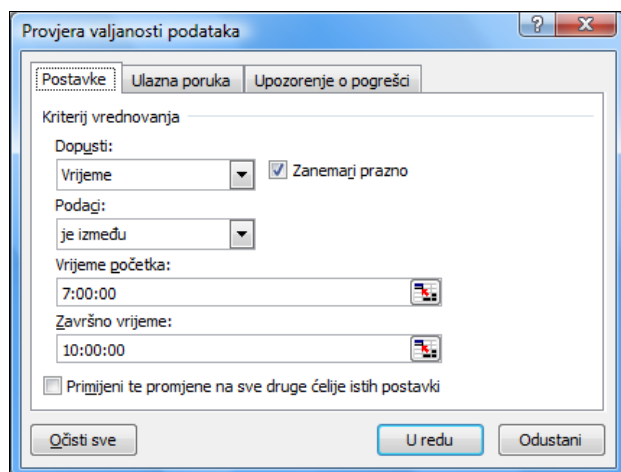 Provjera valjanosti podataka
Postavke Ulazna poruka Upozorenje o pogrešci
Kriterij vrednovanja
Dopusti:
Vrijeme Zanemari prazno
Podaci:
je između
Vrijeme početka:
7:00:00
Završno vrijeme:
10:00:00
Primijeni te promjene na sve druge ćelije istih postavki
Očisti sve U redu Odustani